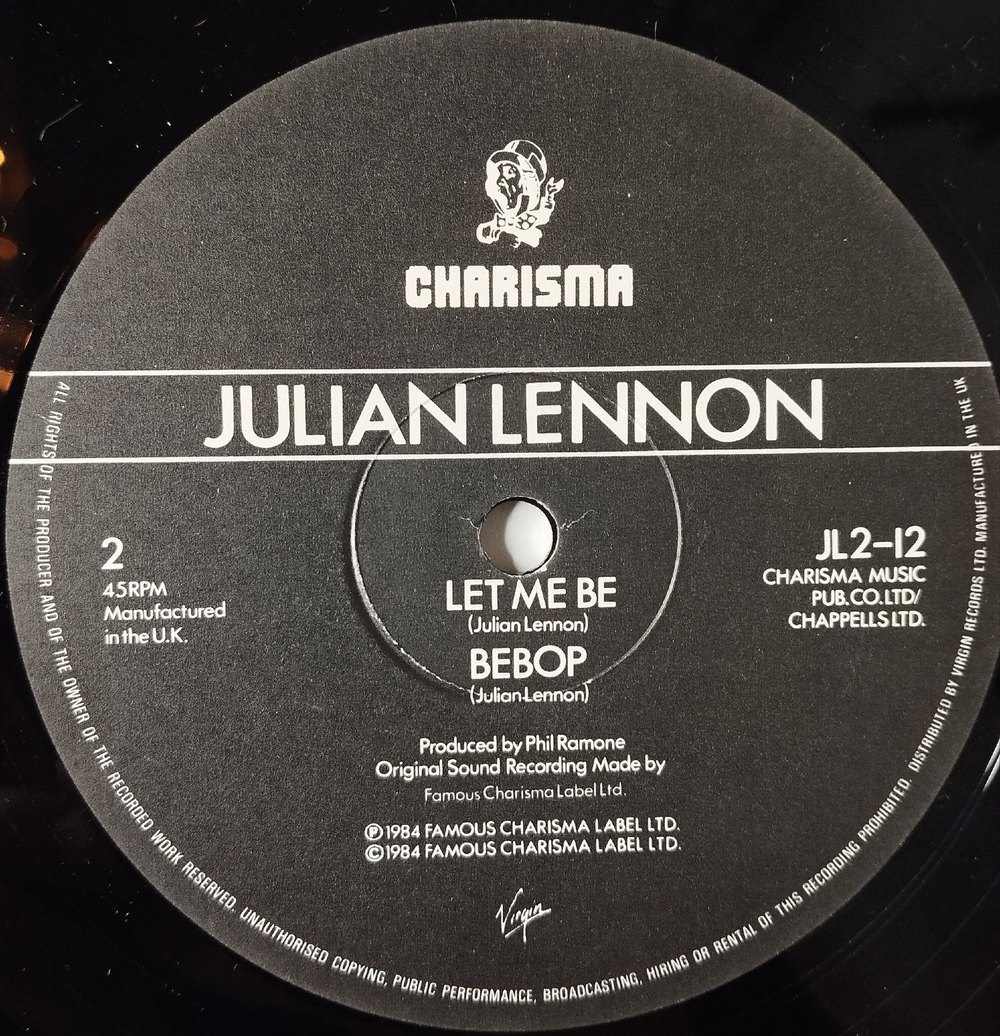 CHARISMA
JULIAN LENNON
2
45RPM
Manufactured
in the U.K.
JL2-12
CHARISMA MUSIC
PUB.CO.LTD/
CHAPPELLS LTD.
LET ME BE
(Julian Lennon)
BEBOP
(Julian Lennon)
Produced by Phil Ramone
Original Sound Recording Made by
Famous Charisma Label Ltd.
℗1984 FAMOUS CHARISMA LABEL LTD.
©1984 FAMOUS CHARISMA LABEL LTD.
Virgin
ALL RIGHTS OF THE PRODUCER AND OF THE OWNER OF THE RECORDED WORK RESERVED. UNAUTHORISED COPYING, PUBLIC PERFORMANCE, BROADCASTING, HIRING OR RENTAL OF THIS RECORDING PROHIBITED. DISTRIBUTED BY VIRGIN RECORDS LTD. MANUFACTURED IN THE UK